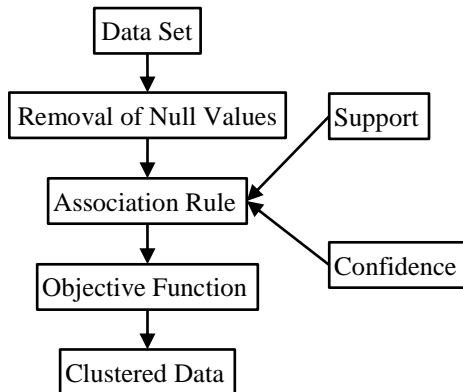 Data Set
Removal of Null Values
Support
Association Rule
Confidence
Objective Function
Clustered Data